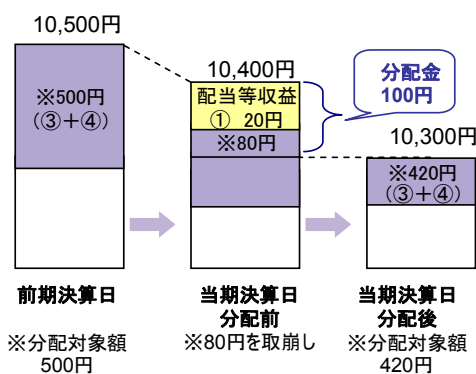 10,500円
※500円
(③+④)
前期決算日
※分配対象額
500円
10,400円
配当等収益
① 20円
※80円
当期決算日
分配前
※80円を取崩し
分配金
100円
10,300円
※420円
(③+④)
当期決算日
分配後
※分配対象額
420円